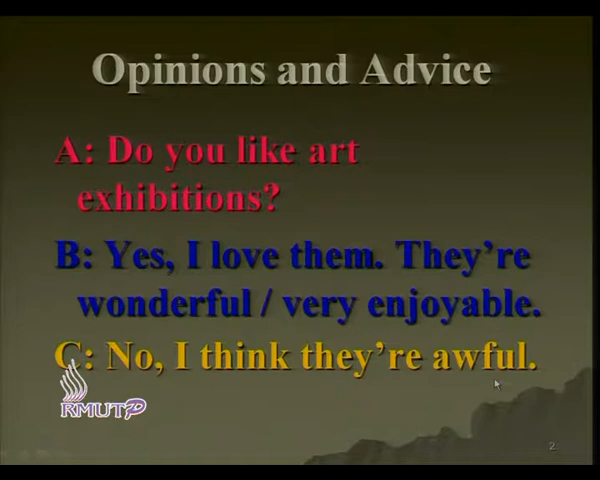 Opinions and Advice
A: Do you like art
exhibitions?
B: Yes, I love them. They’re
wonderful / very enjoyable.
C: No, I think they’re awful.
RMUTP
2